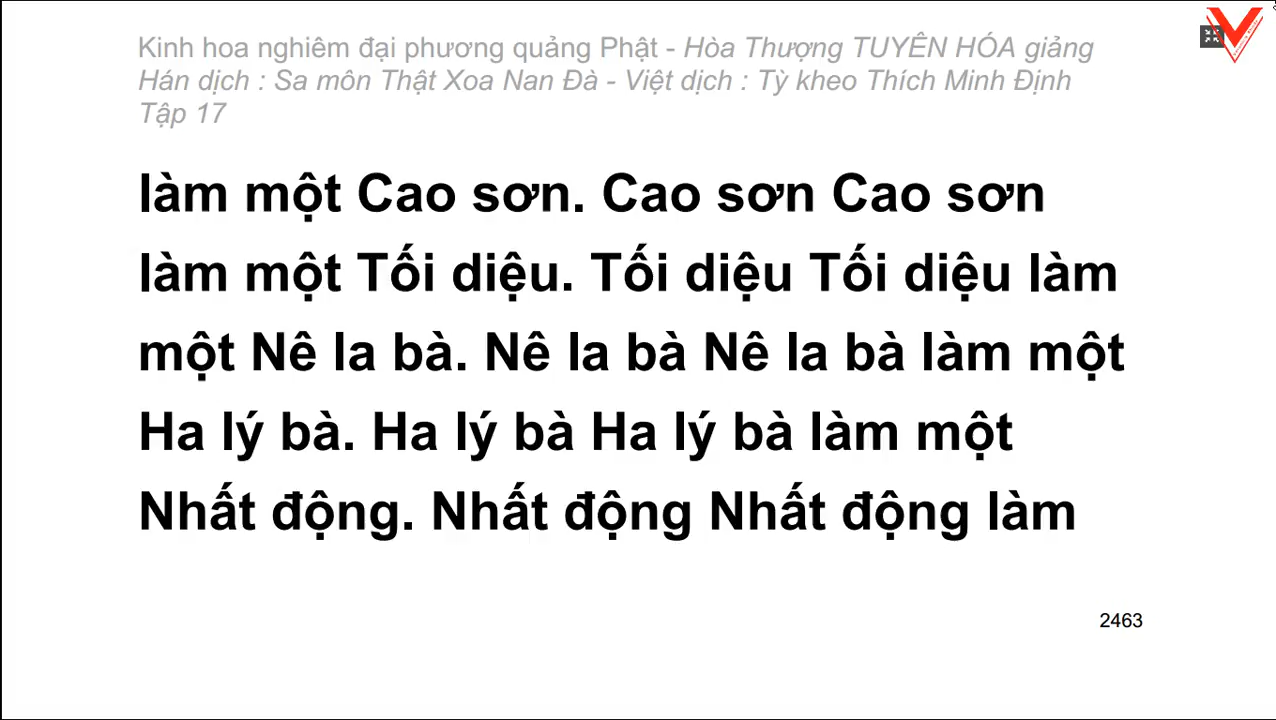 Kinh hoa nghiêm đại phương quảng Phật - Hòa Thượng TUYÊN HÓA giảng
Hán dịch : Sa môn Thật Xoa Nan Đà - Việt dịch : Tỳ kheo Thích Minh Định
Tập 17
làm một Cao sơn. Cao sơn Cao sơn
làm một Tối diệu. Tối diệu Tối diệu làm
một Nê la bà. Nê la bà Nê la bà làm một
Ha lý bà. Ha lý bà Ha lý bà làm một
Nhất động. Nhất động Nhất động làm
2463